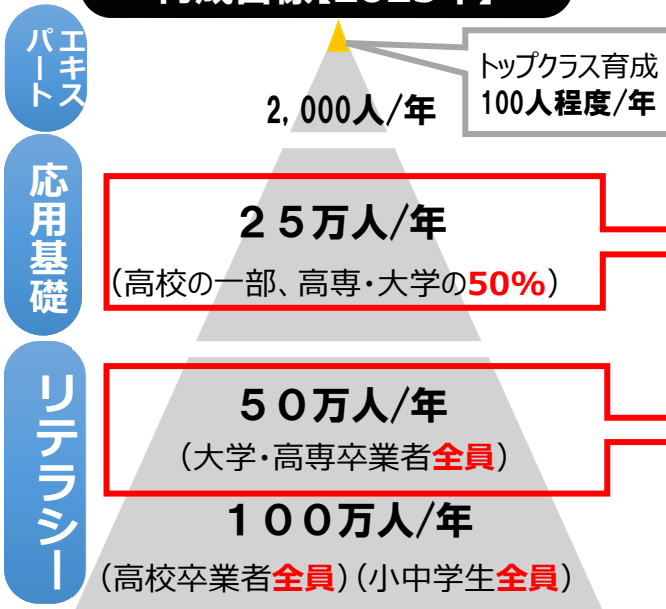 エキスパート
トップクラス育成
100人程度/年
2,000人/年
応用基礎
25万人/年
(高校の一部、高専・大学の50%)
リテラシー
50万人/年
(大学・高専卒業者全員)
100万人/年
(高校卒業者全員)(小中学生全員)